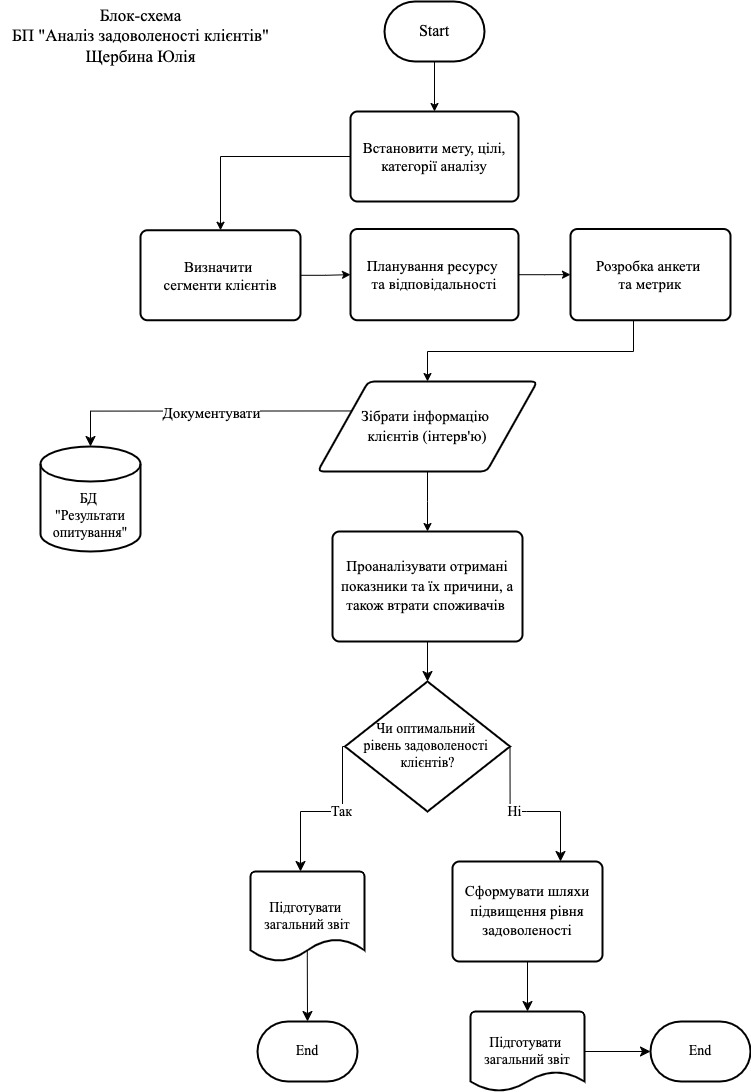 Блок-схема
БП "Аналіз задоволеності клієнтів"
Щербина Юлія
Start
Встановити мету, цілі,
категорії аналізу
Визначити
сегменти клієнтів
Планування ресурсу
та відповідальності
Розробка анкети
та метрик
Зібрати інформацію
клієнтів (інтерв'ю)
Документувати
БД
"Результати
опитування"
Проаналізувати отримані
показники та їх причини, а
також втрати споживачів
Чи оптимальний
рівень задоволеності
клієнтів?
Так
Ні
Підготувати
загальний звіт
Сформувати шляхи
підвищення рівня
задоволеності
End
Підготувати
загальний звіт
End